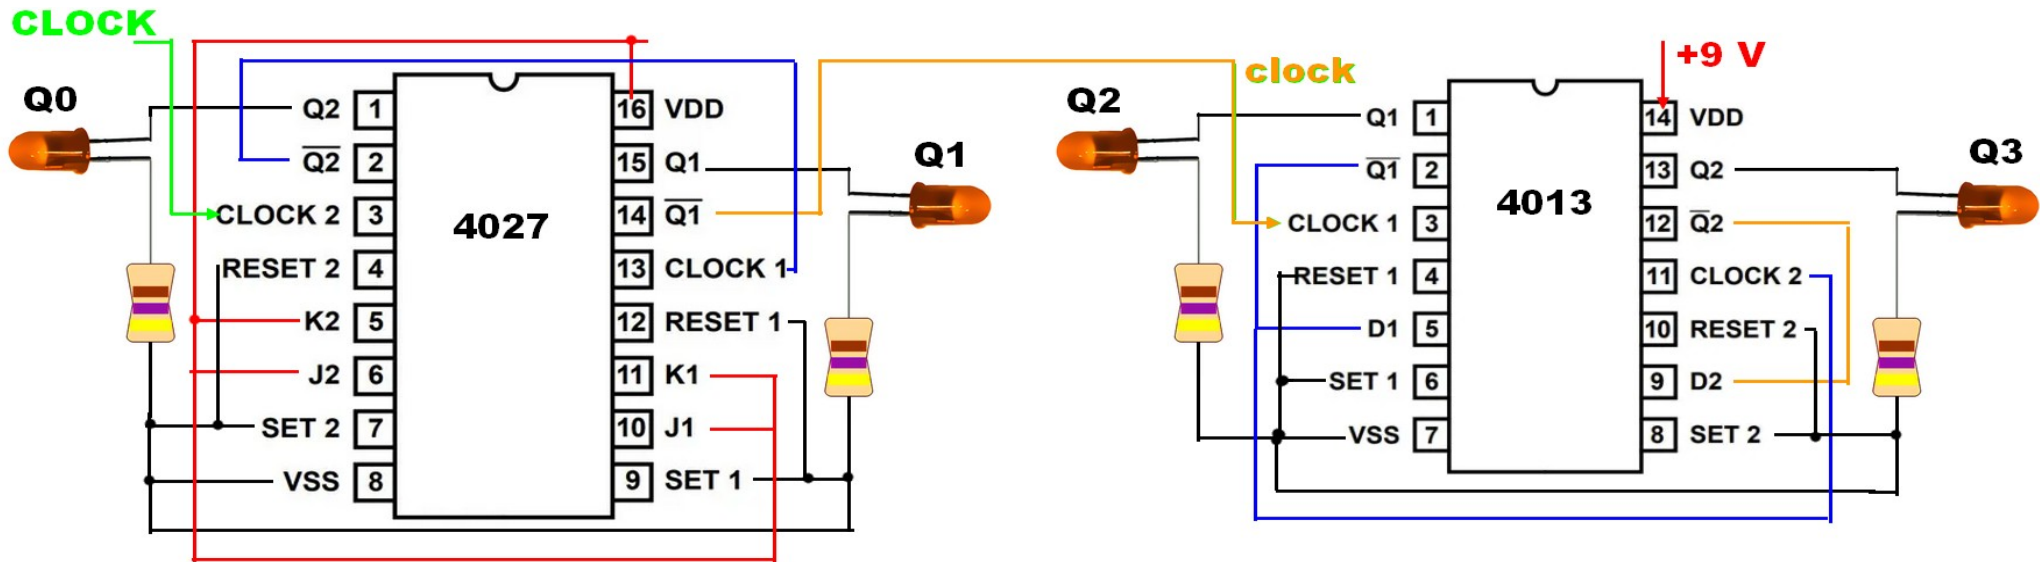 CLOCK
Q0
Q2 1
Q̅2̅ 2
CLOCK 2 3
RESET 2 4
K2 5
J2 6
SET 2 7
VSS 8
4027
16 VDD
15 Q1
14 Q̅1̅
13 CLOCK 1
12 RESET 1
11 K1
10 J1
9 SET 1
Q1
clock
Q2
Q1 1
Q̅1̅ 2
CLOCK 1 3
RESET 1 4
D1 5
SET 1 6
VSS 7
4013
+9 V
14 VDD
13 Q2
12 Q̅2
11 CLOCK 2
10 RESET 2
9 D2
8 SET 2
Q3